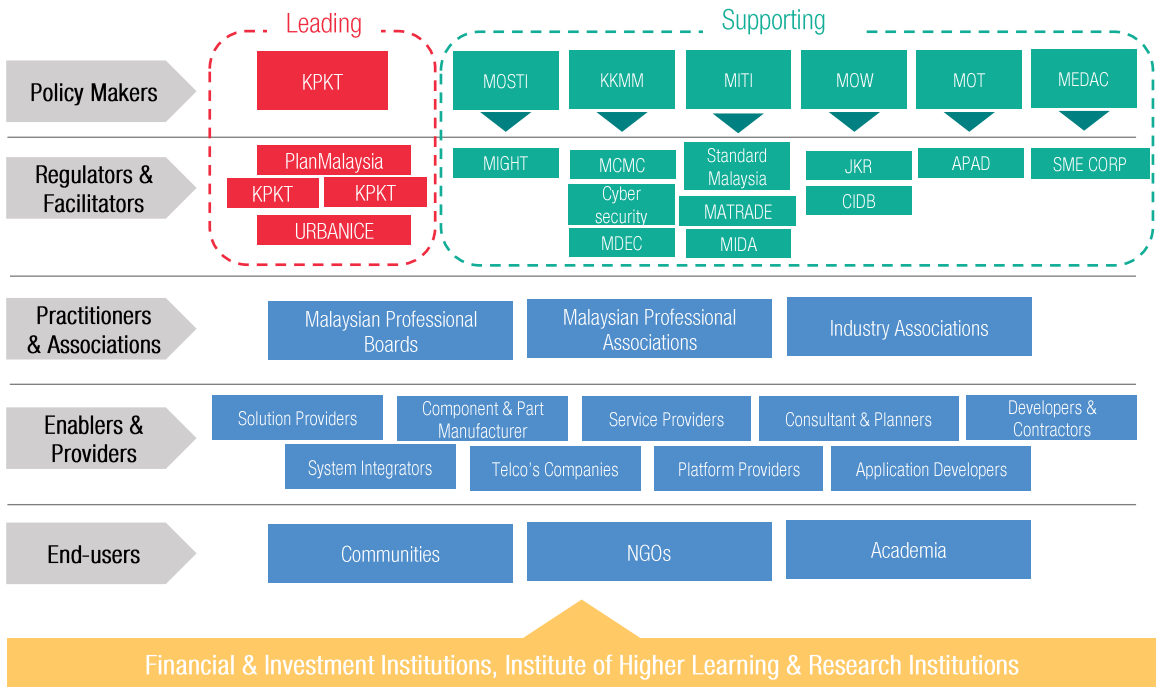 Leading
Supporting
Policy Makers
KPKT
MOSTI
KKMM
MITI
MOW
MOT
MEDAC
Regulators &
Facilitators
PlanMalaysia
KPKT
KPKT
URBANICE
MIGHT
MCMC
Cyber
security
MDEC
Standard
Malaysia
MATRADE
MIDA
JKR
CIDB
APAD
SME CORP
Practitioners
& Associations
Malaysian Professional
Boards
Malaysian Professional
Associations
Industry Associations
Enablers &
Providers
Solution Providers
Component & Part
Manufacturer
Service Providers
Consultant & Planners
Developers &
Contractors
System Integrators
Telco's Companies
Platform Providers
Application Developers
End-users
Communities
NGOs
Academia
Financial & Investment Institutions, Institute of Higher Learning & Research Institutions